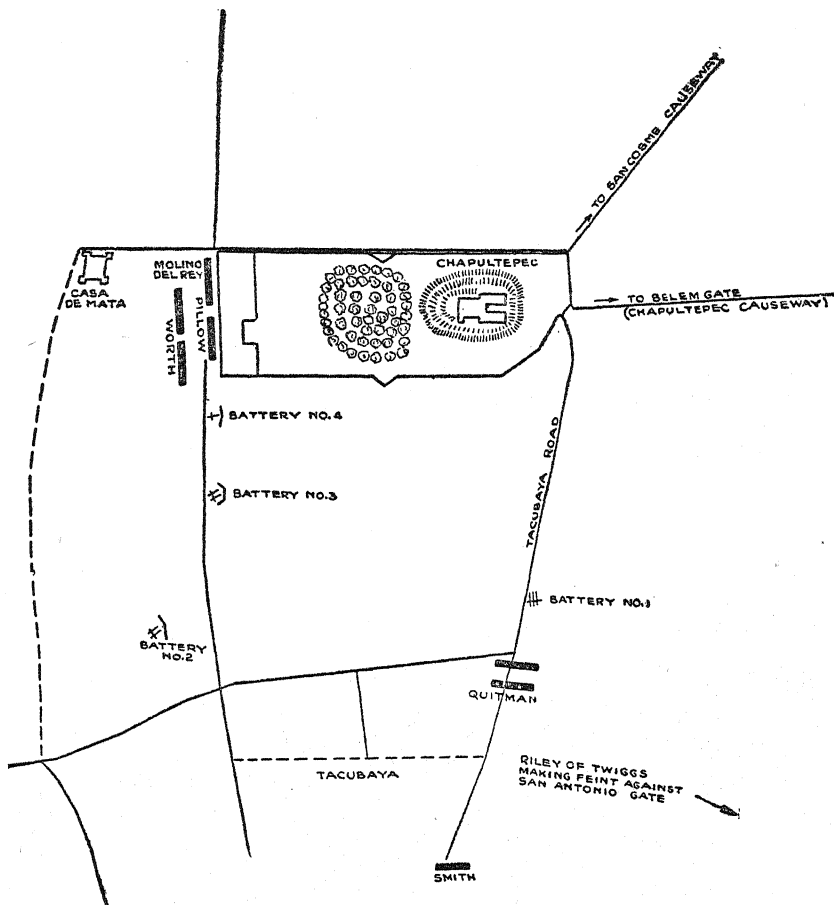 TO SAN COSME CAUSEWAY
CHAPULTEPEC
MOLINO
DEL REY
CASA
DE MATA
WORTH
PILLOW
TO BELEM GATE
(CHAPULTEPEC CAUSEWAY)
BATTERY NO.4
BATTERY NO.3
TACUBAYA ROAD
BATTERY NO.1
BATTERY
NO.2
QUITMAN
TACUBAYA
RILEY OF TWIGGS
MAKING FEINT AGAINST
SAN ANTONIO GATE
SMITH